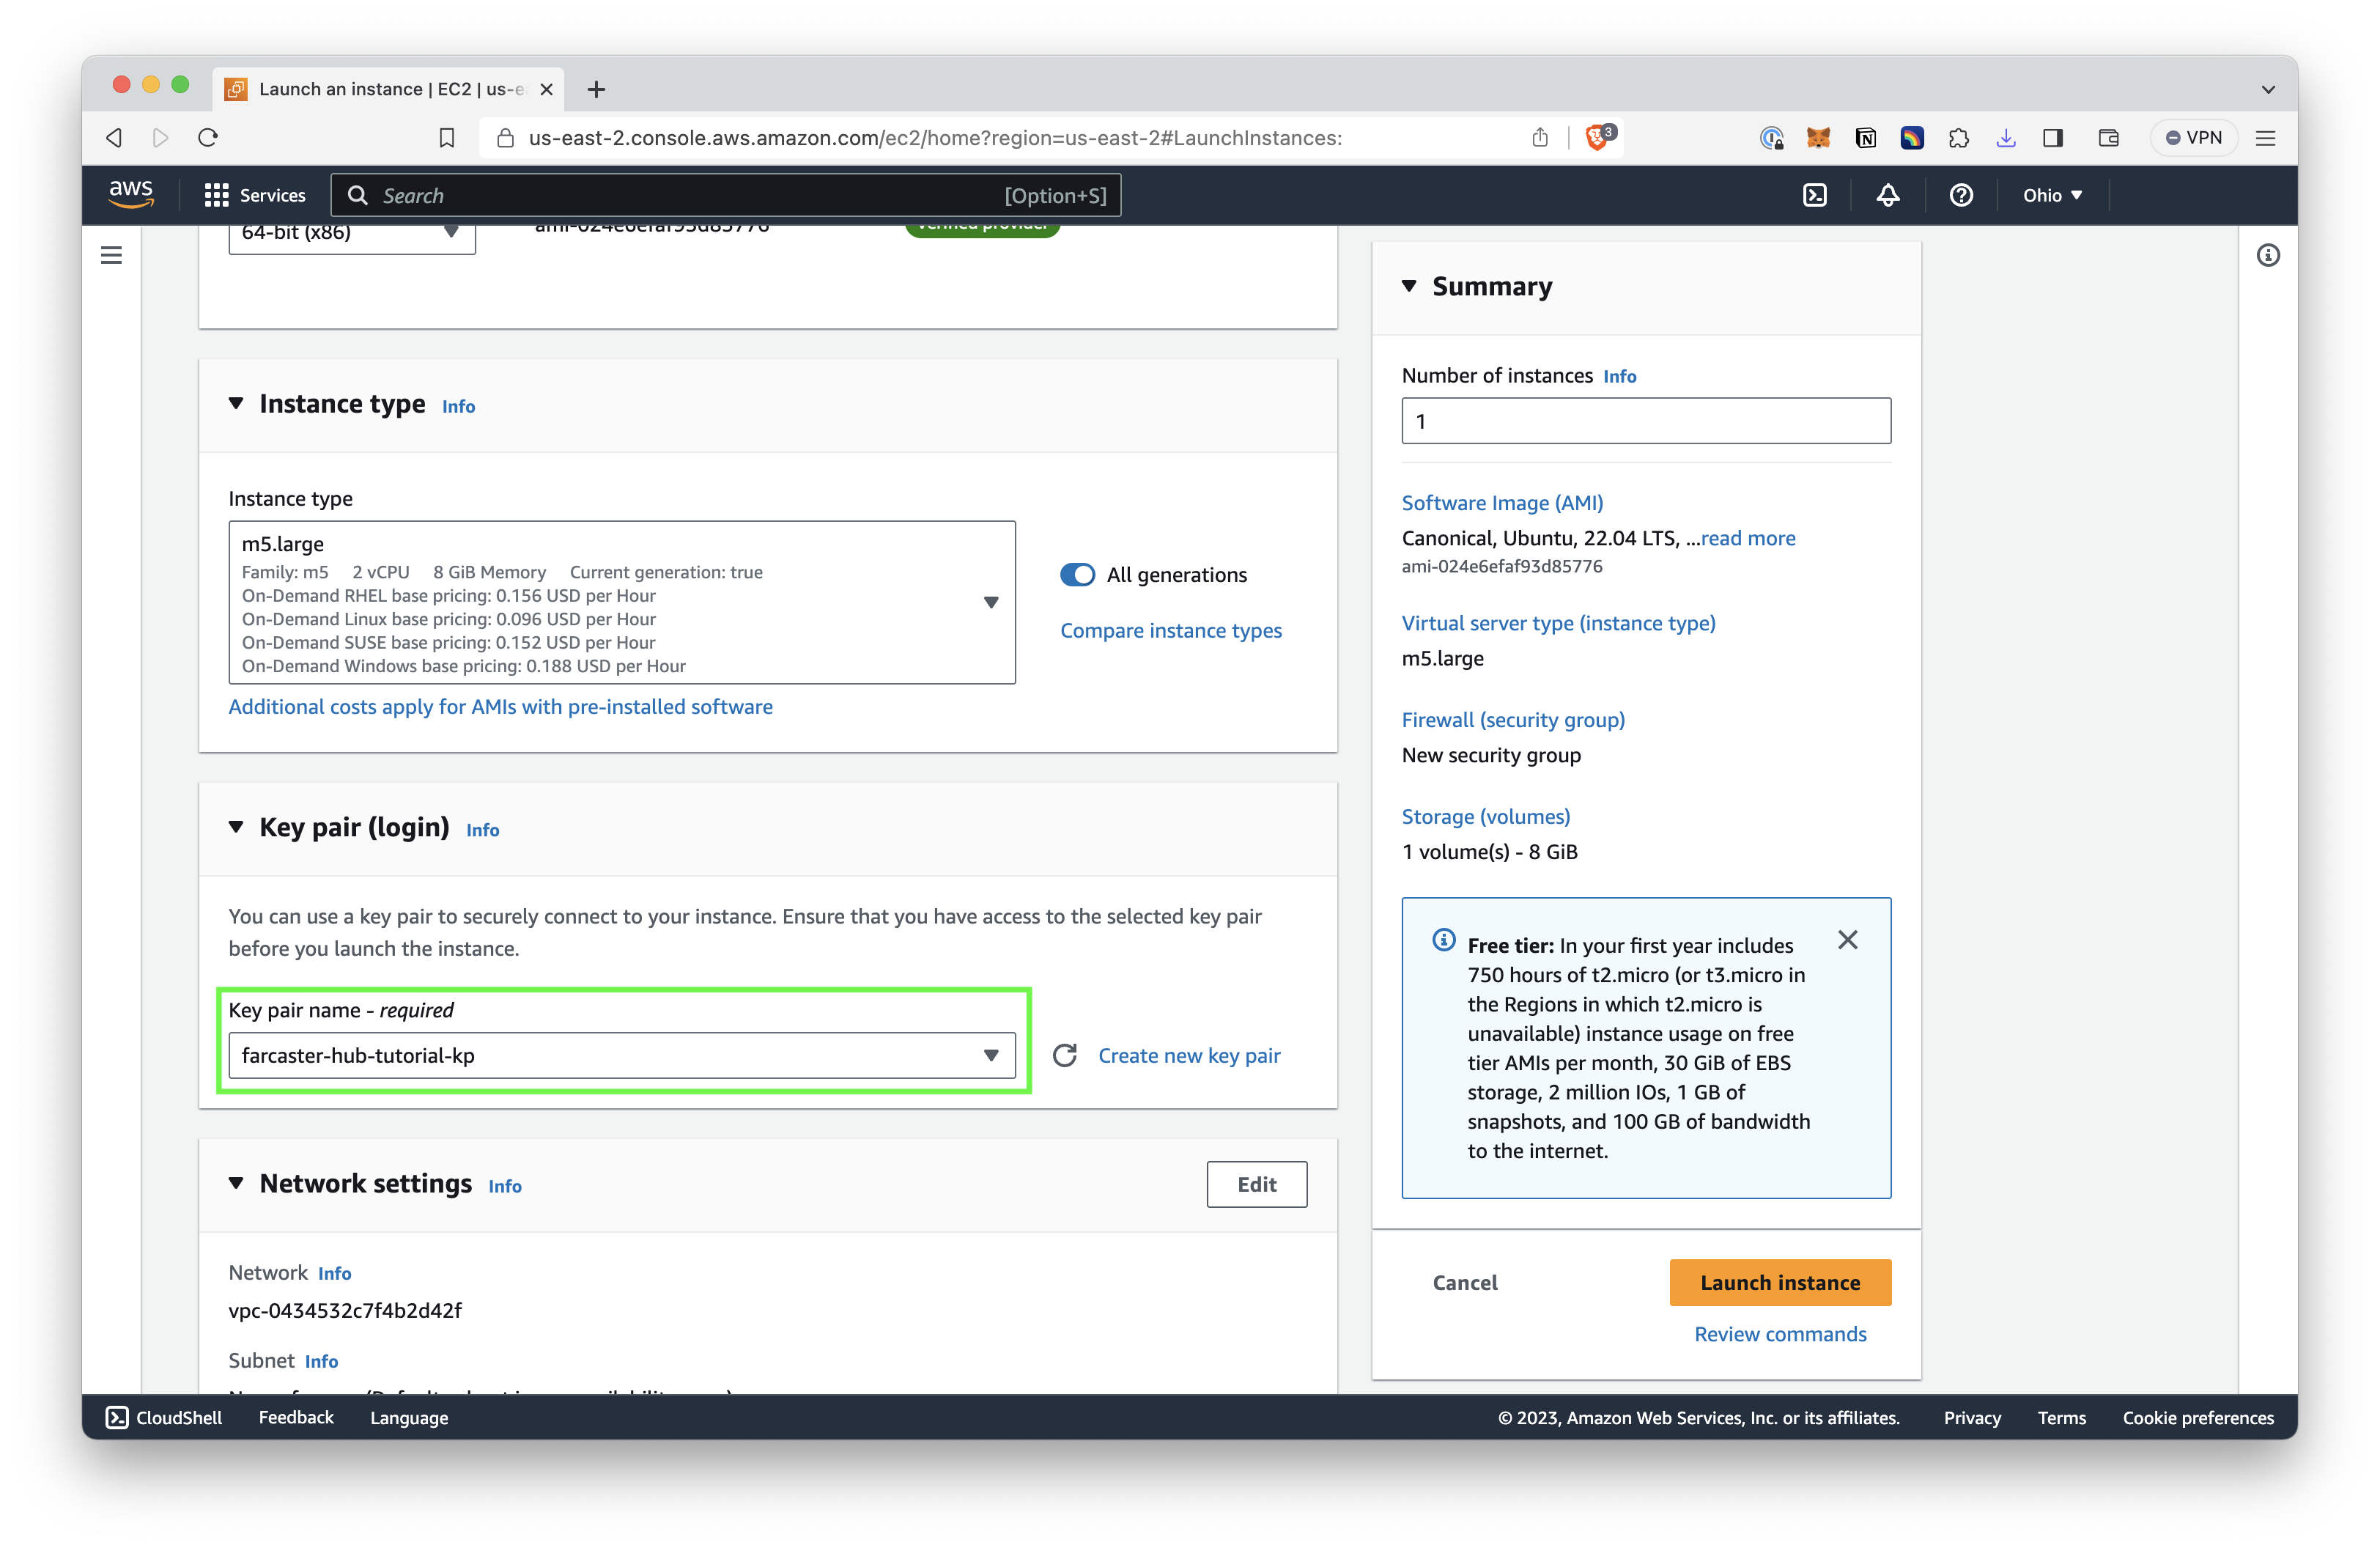 Launch an instance | EC2 | us-e
us-east-2.console.aws.amazon.com/ec2/home?region=us-east-2#LaunchInstances:
3
VPN
aws
Services
Search
[Option+S]
Ohio
64-bit (x86)
ami-024e6efaf93d85776
Verified provider
Instance type Info
Instance type
m5.large
Family: m5 2 vCPU 8 GiB Memory Current generation: true
On-Demand RHEL base pricing: 0.156 USD per Hour
On-Demand Linux base pricing: 0.096 USD per Hour
On-Demand SUSE base pricing: 0.152 USD per Hour
On-Demand Windows base pricing: 0.188 USD per Hour
All generations
Compare instance types
Additional costs apply for AMIs with pre-installed software
Key pair (login) Info
You can use a key pair to securely connect to your instance. Ensure that you have access to the selected key pair
before you launch the instance.
Key pair name - required
farcaster-hub-tutorial-kp
Create new key pair
Network settings Info
Edit
Network Info
vpc-0434532c7f4b2d42f
Subnet Info
Summary
Number of instances Info
1
Software Image (AMI)
Canonical, Ubuntu, 22.04 LTS, ...read more
ami-024e6efaf93d85776
Virtual server type (instance type)
m5.large
Firewall (security group)
New security group
Storage (volumes)
1 volume(s) - 8 GiB
Free tier: In your first year includes
750 hours of t2.micro (or t3.micro in
the Regions in which t2.micro is
unavailable) instance usage on free
tier AMIs per month, 30 GiB of EBS
storage, 2 million IOs, 1 GB of
snapshots, and 100 GB of bandwidth
to the internet.
Cancel
Launch instance
Review commands
CloudShell
Feedback
Language
© 2023, Amazon Web Services, Inc. or its affiliates.
Privacy
Terms
Cookie preferences